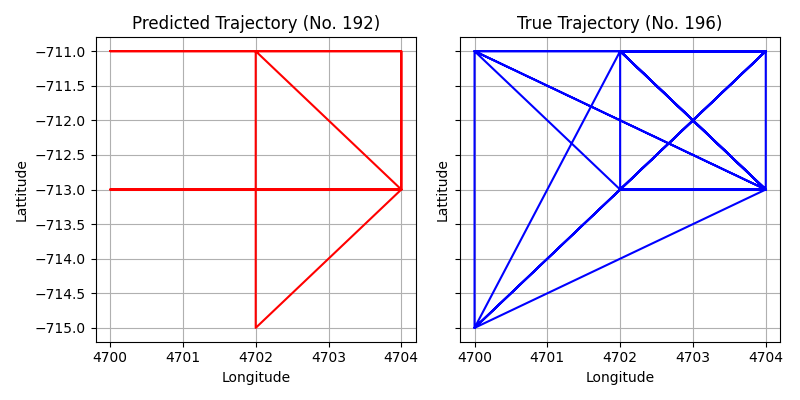 Predicted Trajectory (No. 192)
True Trajectory (No. 196)
−711.0
−711.5
−712.0
−712.5
−713.0
−713.5
−714.0
−714.5
−715.0
Lattitude
Lattitude
4700 4701 4702 4703 4704
4700 4701 4702 4703 4704
Longitude
Longitude